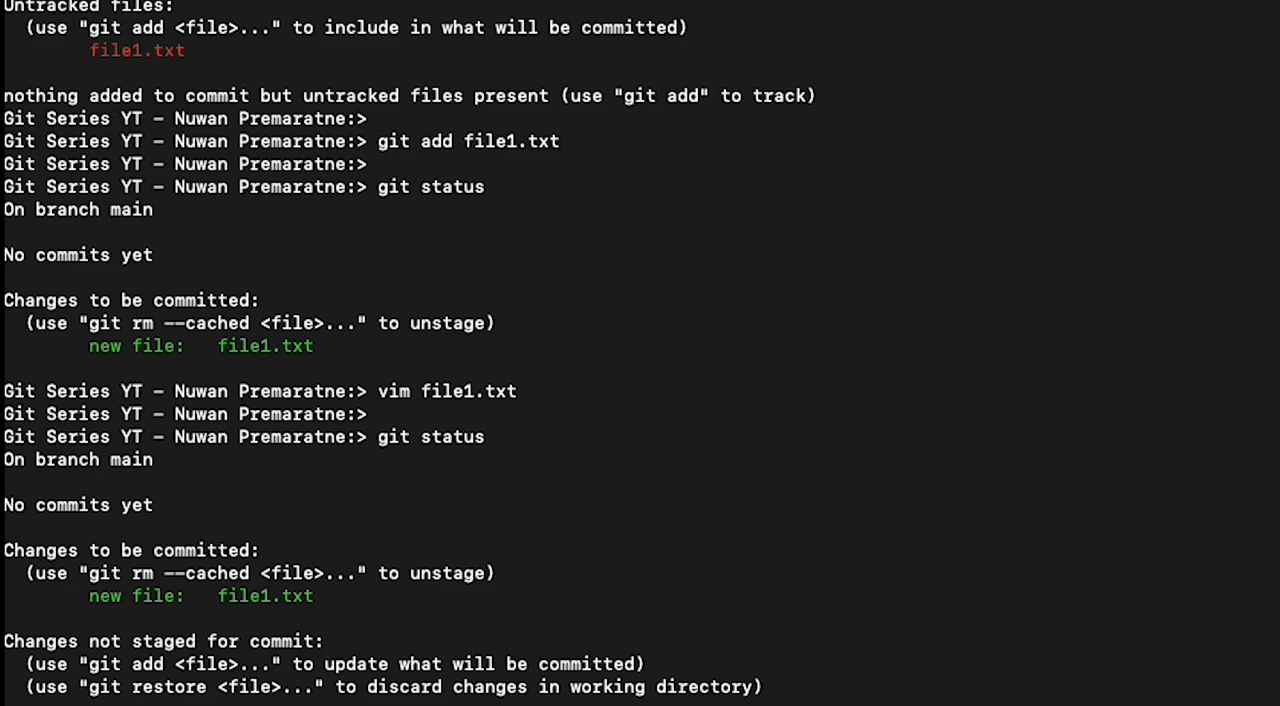 Untracked files:
(use "git add <file>..." to include in what will be committed)
file1.txt
nothing added to commit but untracked files present (use "git add" to track)
Git Series YT - Nuwan Premaratne:>
Git Series YT - Nuwan Premaratne:> git add file1.txt
Git Series YT - Nuwan Premaratne:>
Git Series YT - Nuwan Premaratne:> git status
On branch main
No commits yet
Changes to be committed:
(use "git rm --cached <file>..." to unstage)
new file:   file1.txt
Git Series YT - Nuwan Premaratne:> vim file1.txt
Git Series YT - Nuwan Premaratne:>
Git Series YT - Nuwan Premaratne:> git status
On branch main
No commits yet
Changes to be committed:
(use "git rm --cached <file>..." to unstage)
new file:   file1.txt
Changes not staged for commit:
(use "git add <file>..." to update what will be committed)
(use "git restore <file>..." to discard changes in working directory)